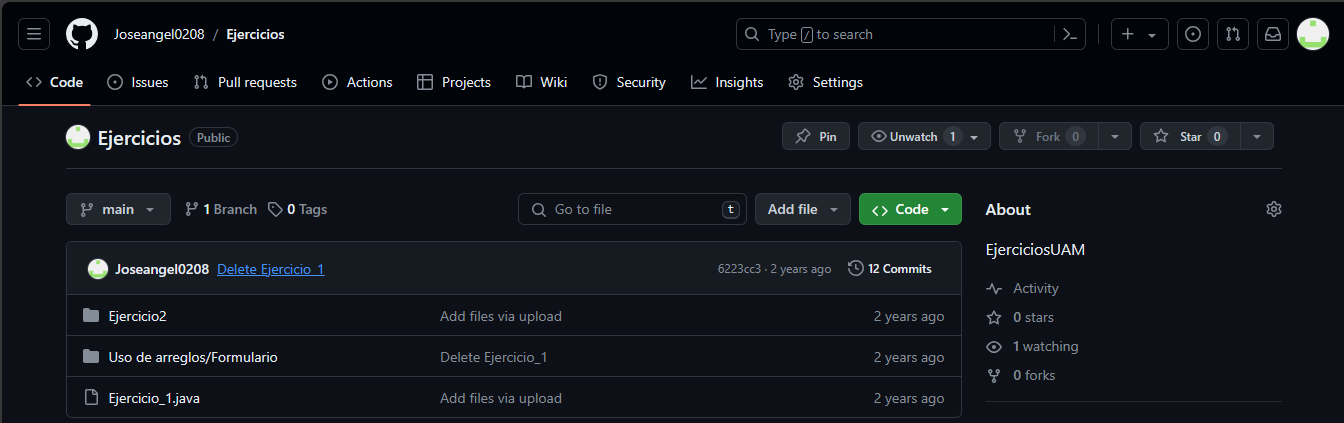 Joseangel0208 / Ejercicios Type / to search
Code Issues Pull requests Actions Projects Wiki Security Insights Settings
Ejercicios Public Pin Unwatch 1 Fork 0 Star 0
main 1 Branch 0 Tags Go to file t Add file Code
About
EjerciciosUAM
Joseangel0208 Delete Ejercicio_1 6223cc3 · 2 years ago 12 Commits
Activity
Ejercicio2 Add files via upload 2 years ago
0 stars
1 watching
Uso de arreglos/Formulario Delete Ejercicio_1 2 years ago
0 forks
Ejercicio_1.java Add files via upload 2 years ago